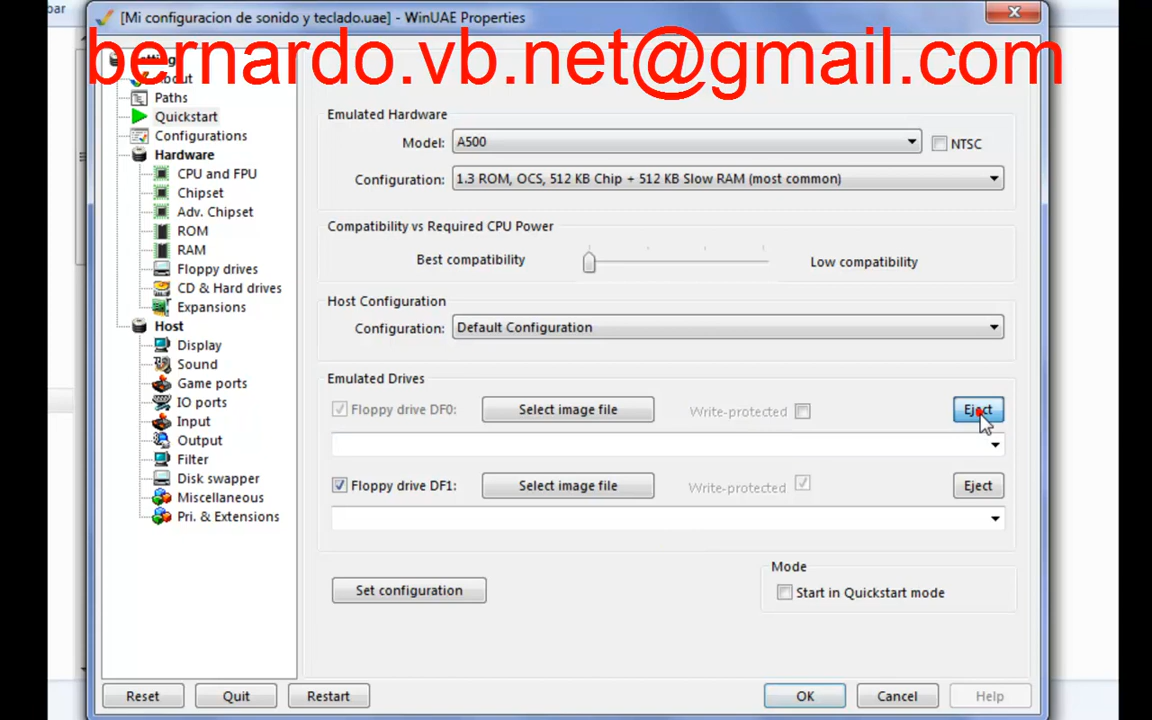 bar
[Mi configuracion de sonido y teclado.uae] - WinUAE Properties
bernardo.vb.net@gmail.com
About
Paths
Quickstart
Configurations
Hardware
CPU and FPU
Chipset
Adv. Chipset
ROM
RAM
Floppy drives
CD & Hard drives
Expansions
Host
Display
Sound
Game ports
IO ports
Input
Output
Filter
Disk swapper
Miscellaneous
Pri. & Extensions
Emulated Hardware
Model: A500 NTSC
Configuration: 1.3 ROM, OCS, 512 KB Chip + 512 KB Slow RAM (most common)
Compatibility vs Required CPU Power
Best compatibility Low compatibility
Host Configuration
Configuration: Default Configuration
Emulated Drives
Floppy drive DF0: Select image file Write-protected Eject
Floppy drive DF1: Select image file Write-protected Eject
Set configuration
Mode
Start in Quickstart mode
Reset Quit Restart OK Cancel Help